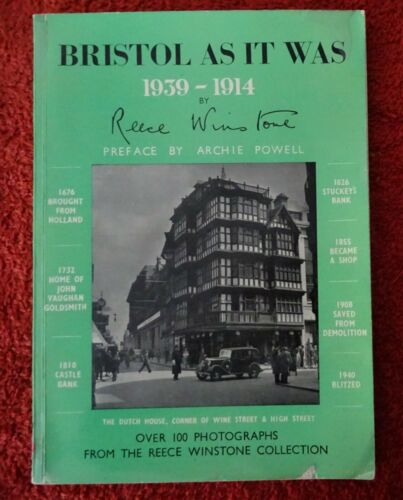 BRISTOL AS IT WAS
1939 - 1914
BY
Reece Winstone
PREFACE BY ARCHIE POWELL
1676
BROUGHT
FROM
HOLLAND
1732
HOME OF
JOHN
VAUGHAN
GOLDSMITH
1810
CASTLE
BANK
1826
STUCKEY'S
BANK
1855
BECAME
A SHOP
1908
SAVED
FROM
DEMOLITION
1940
BLITZED
THE DUTCH HOUSE, CORNER OF WINE STREET & HIGH STREET
OVER 100 PHOTOGRAPHS
FROM THE REECE WINSTONE COLLECTION